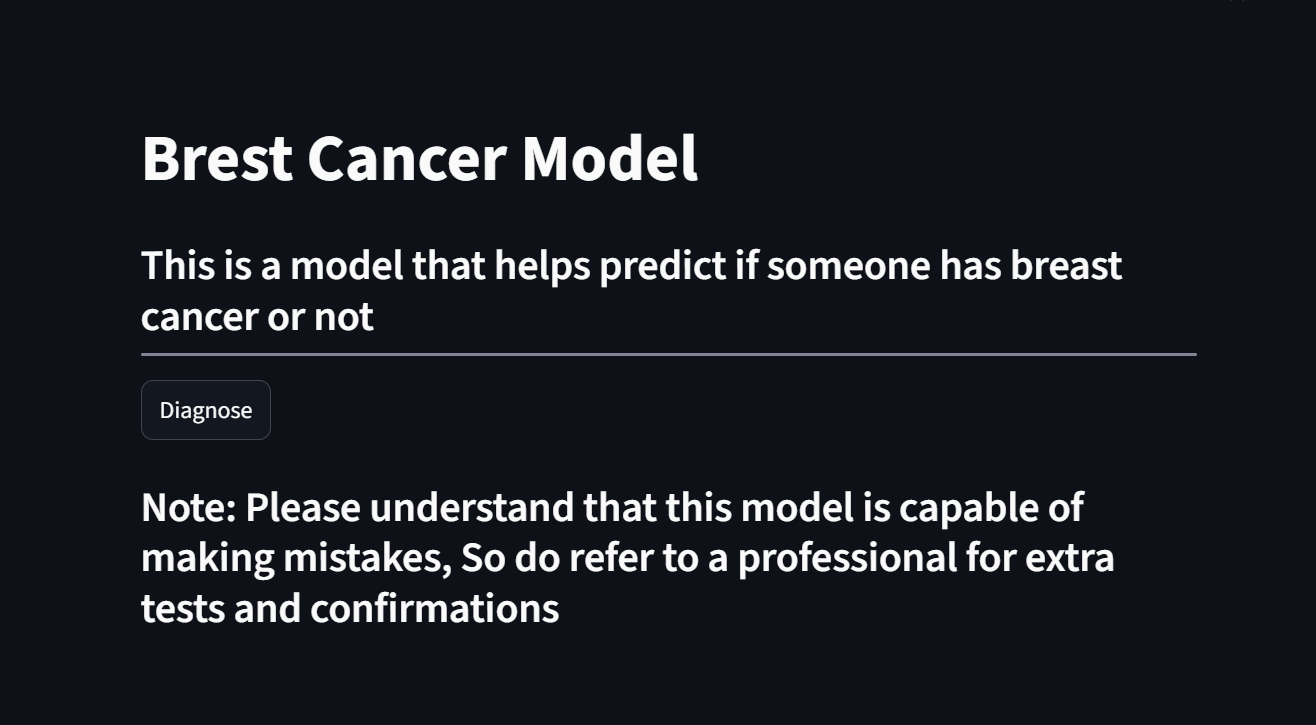 Brest Cancer Model
This is a model that helps predict if someone has breast
cancer or not
Diagnose
Note: Please understand that this model is capable of
making mistakes, So do refer to a professional for extra
tests and confirmations